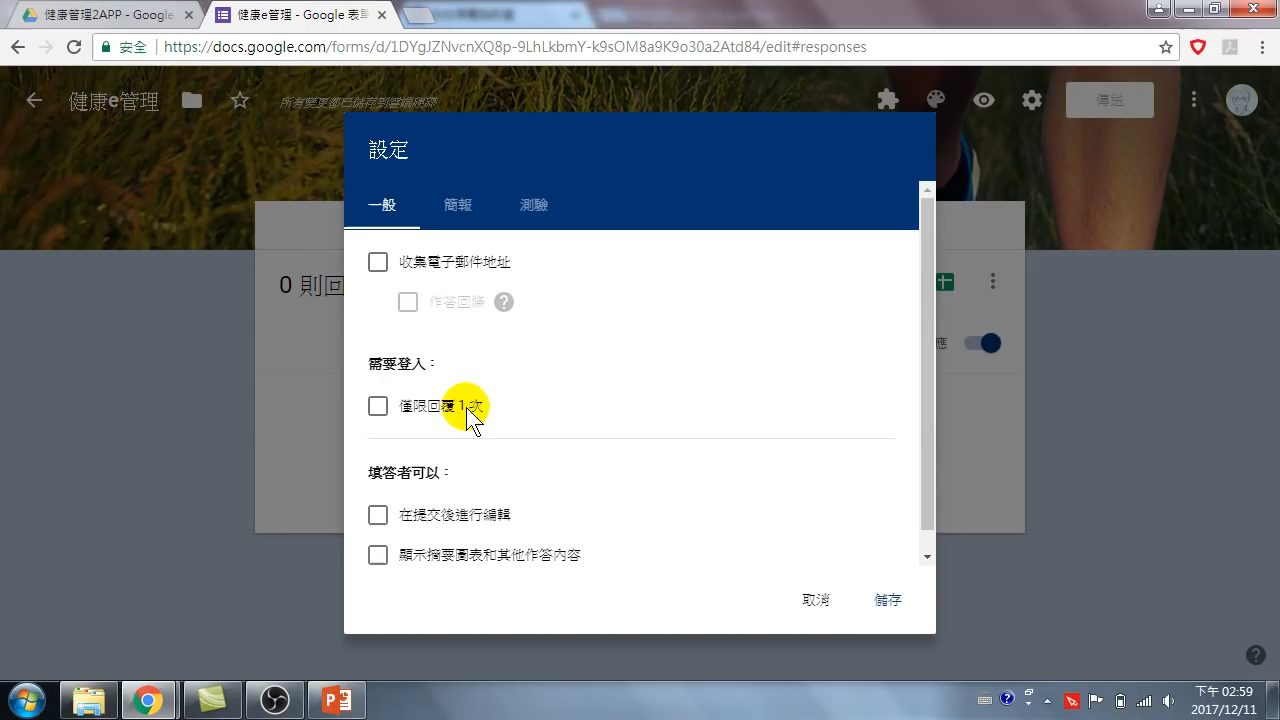 健康管理2APP - Google
健康e管理 - Google 表單
安全
https://docs.google.com/forms/d/1DYgJZNvcnXQSp-9LhLkbmY-k9sOM8a9K9o30a2Atd84/edit#responses
健康e管理
所有變更都已儲存到雲端硬碟
傳送
設定
一般
簡報
測驗
0 則回
收集電子郵件地址
作答回條
需要登入：
僅限回覆 1 次
應
填答者可以：
在提交後進行編輯
顯示摘要圖表和其他作答內容
取消
儲存
下午 02:59
2017/12/11